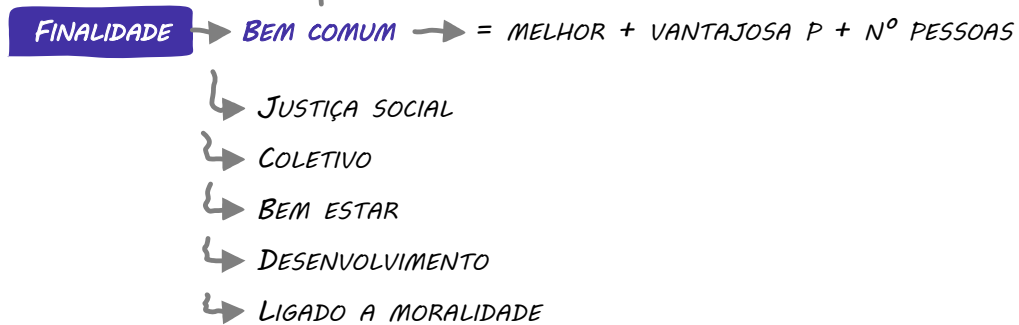 FINALIDADE BEM COMUM = MELHOR + VANTAJOSA P + Nº PESSOAS
JUSTIÇA SOCIAL
COLETIVO
BEM ESTAR
DESENVOLVIMENTO
LIGADO A MORALIDADE